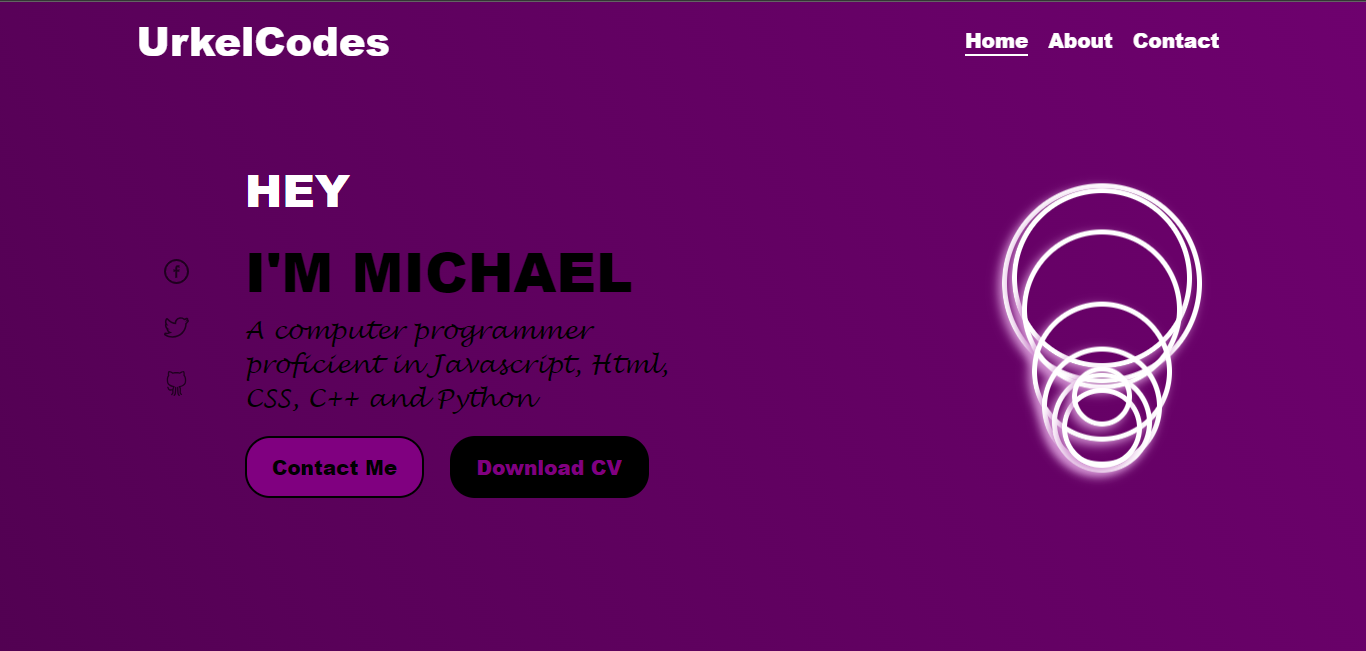 UrkelCodes
Home About Contact
HEY
I'M MICHAEL
A computer programmer
proficient in Javascript, Html,
CSS, C++ and Python
Contact Me Download CV